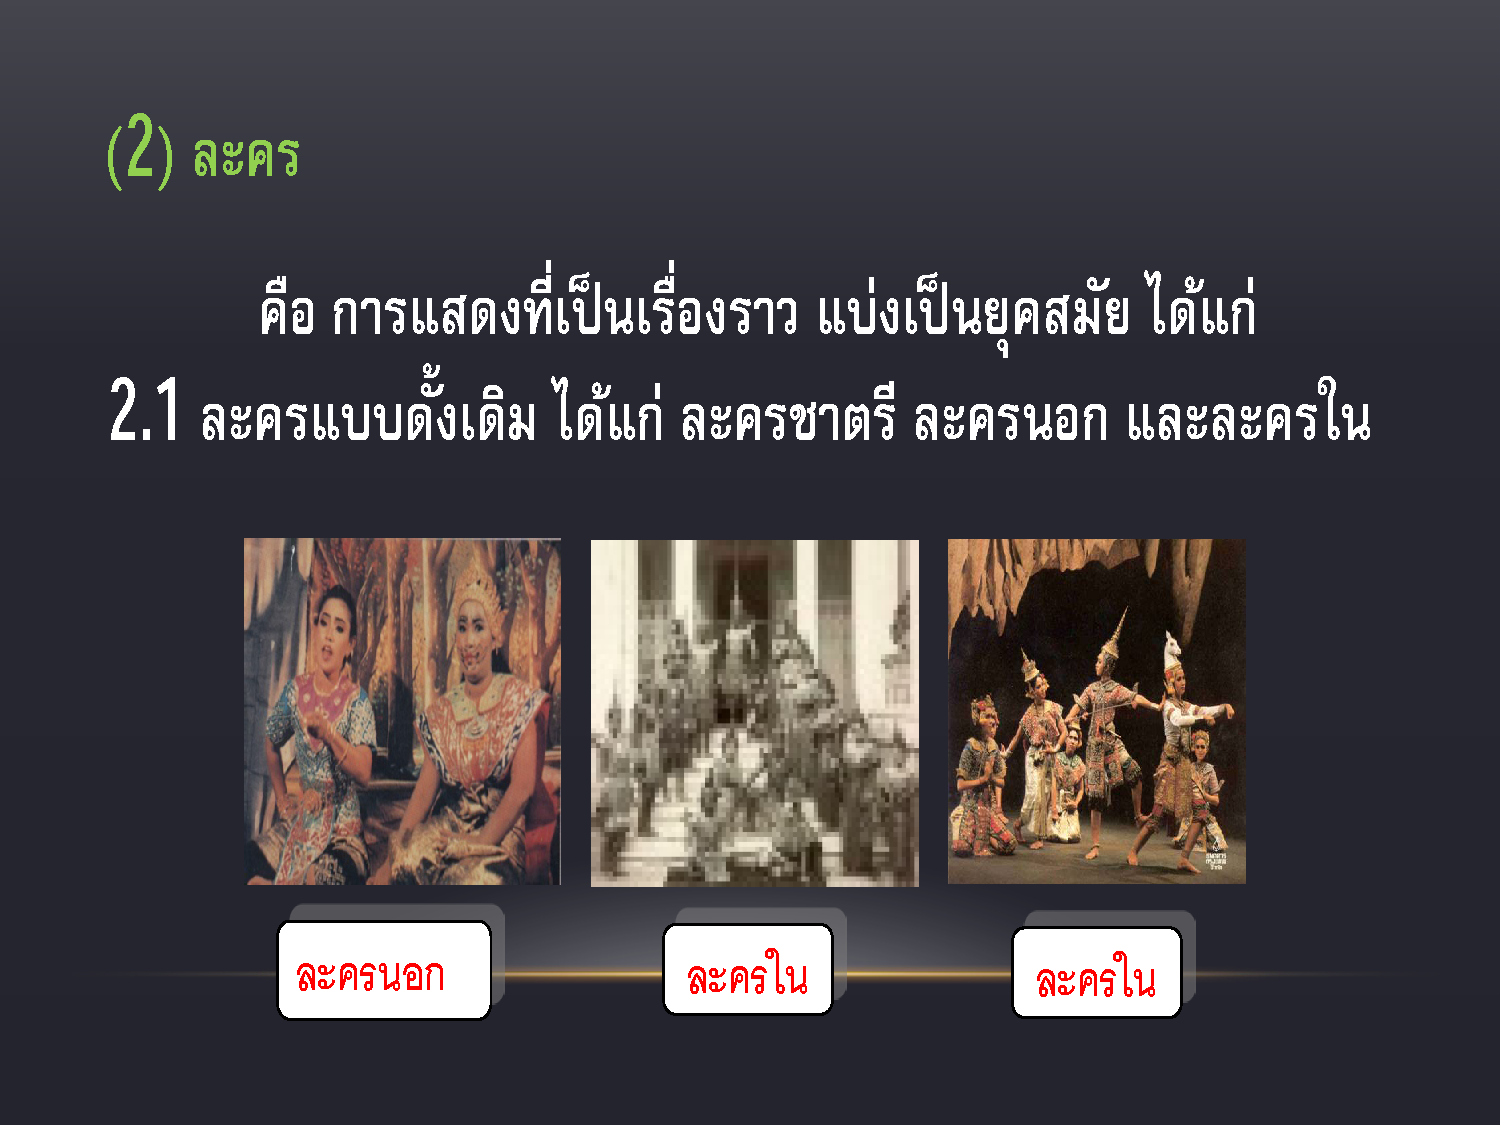 (2) ละคร
คือ การแสดงที่เป็นเรื่องราว แบ่งเป็นยุคสมัย ได้แก่
2.1 ละครแบบดั้งเดิม ได้แก่ ละครชาตรี ละครนอก และละครใน
ละครนอก
ละครใน
ละครใน